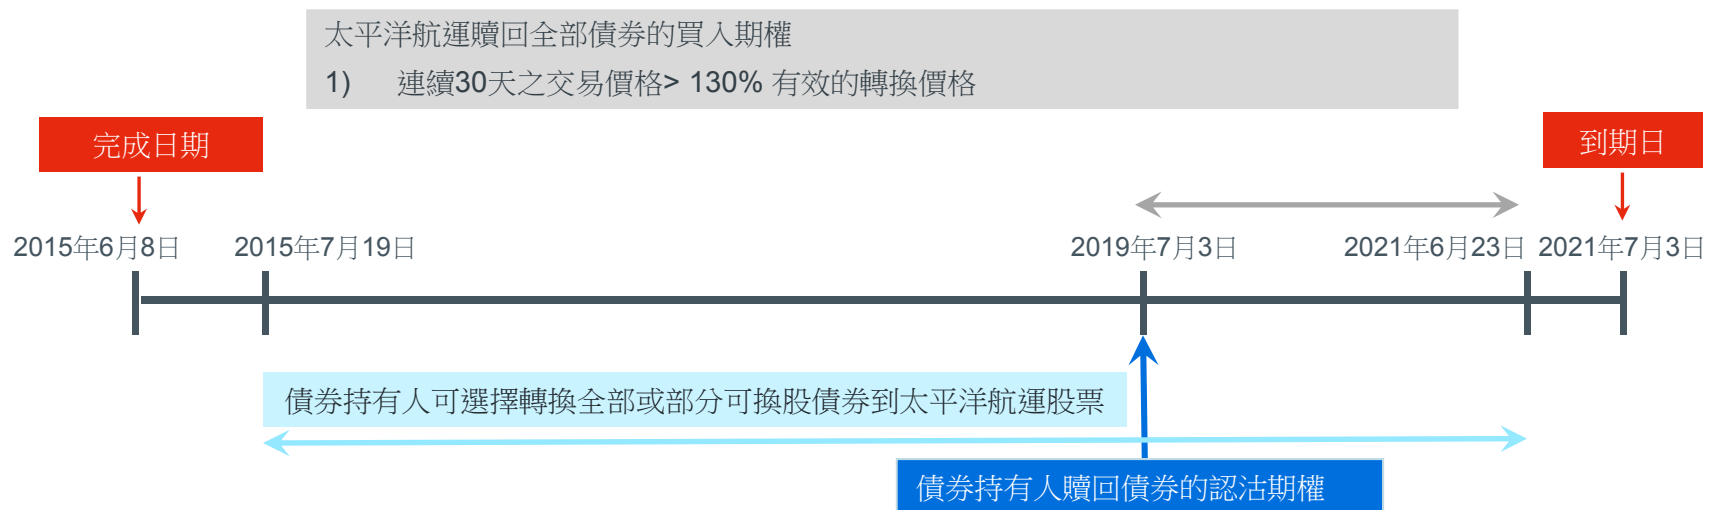 太平洋航運贖回全部債券的買入期權
1) 連續30天之交易價格> 130% 有效的轉換價格
完成日期
到期日
2015年6月8日
2015年7月19日
2019年7月3日
2021年6月23日
2021年7月3日
債券持有人可選擇轉換全部或部分可換股債券到太平洋航運股票
債券持有人贖回債券的認沽期權